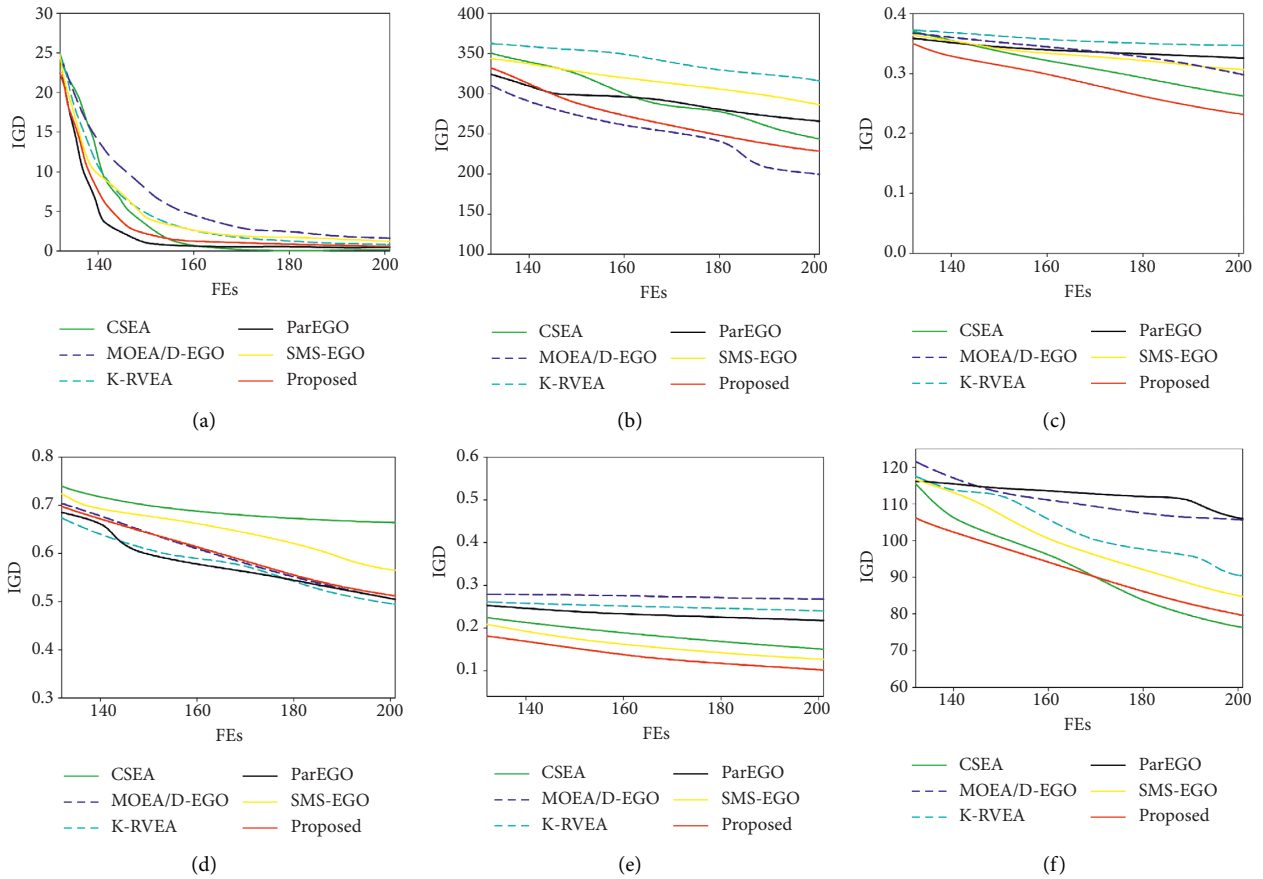 30
25
20
15
10
5
0
IGD
140
160
180
200
FEs
CSEA
MOEA/D-EGO
K-RVEA
ParEGO
SMS-EGO
Proposed
(a)
400
350
300
250
300
150
100
IGD
140
160
180
200
FEs
CSEA
MOEA/D-EGO
K-RVEA
ParEGO
SMS-EGO
Proposed
(b)
0.4
0.3
0.2
0.1
0.0
IGD
140
160
180
200
FEs
CSEA
MOEA/D-EGO
K-RVEA
ParEGO
SMS-EGO
Proposed
(c)
0.8
0.7
0.6
0.5
0.4
0.3
IGD
140
160
180
200
FEs
CSEA
MOEA/D-EGO
K-RVEA
ParEGO
SMS-EGO
Proposed
(d)
0.6
0.5
0.4
0.3
0.2
0.1
IGD
140
160
180
200
FEs
CSEA
MOEA/D-EGO
K-RVEA
ParEGO
SMS-EGO
Proposed
(e)
120
110
100
90
80
70
60
IGD
140
160
180
200
FEs
CSEA
MOEA/D-EGO
K-RVEA
ParEGO
SMS-EGO
Proposed
(f)